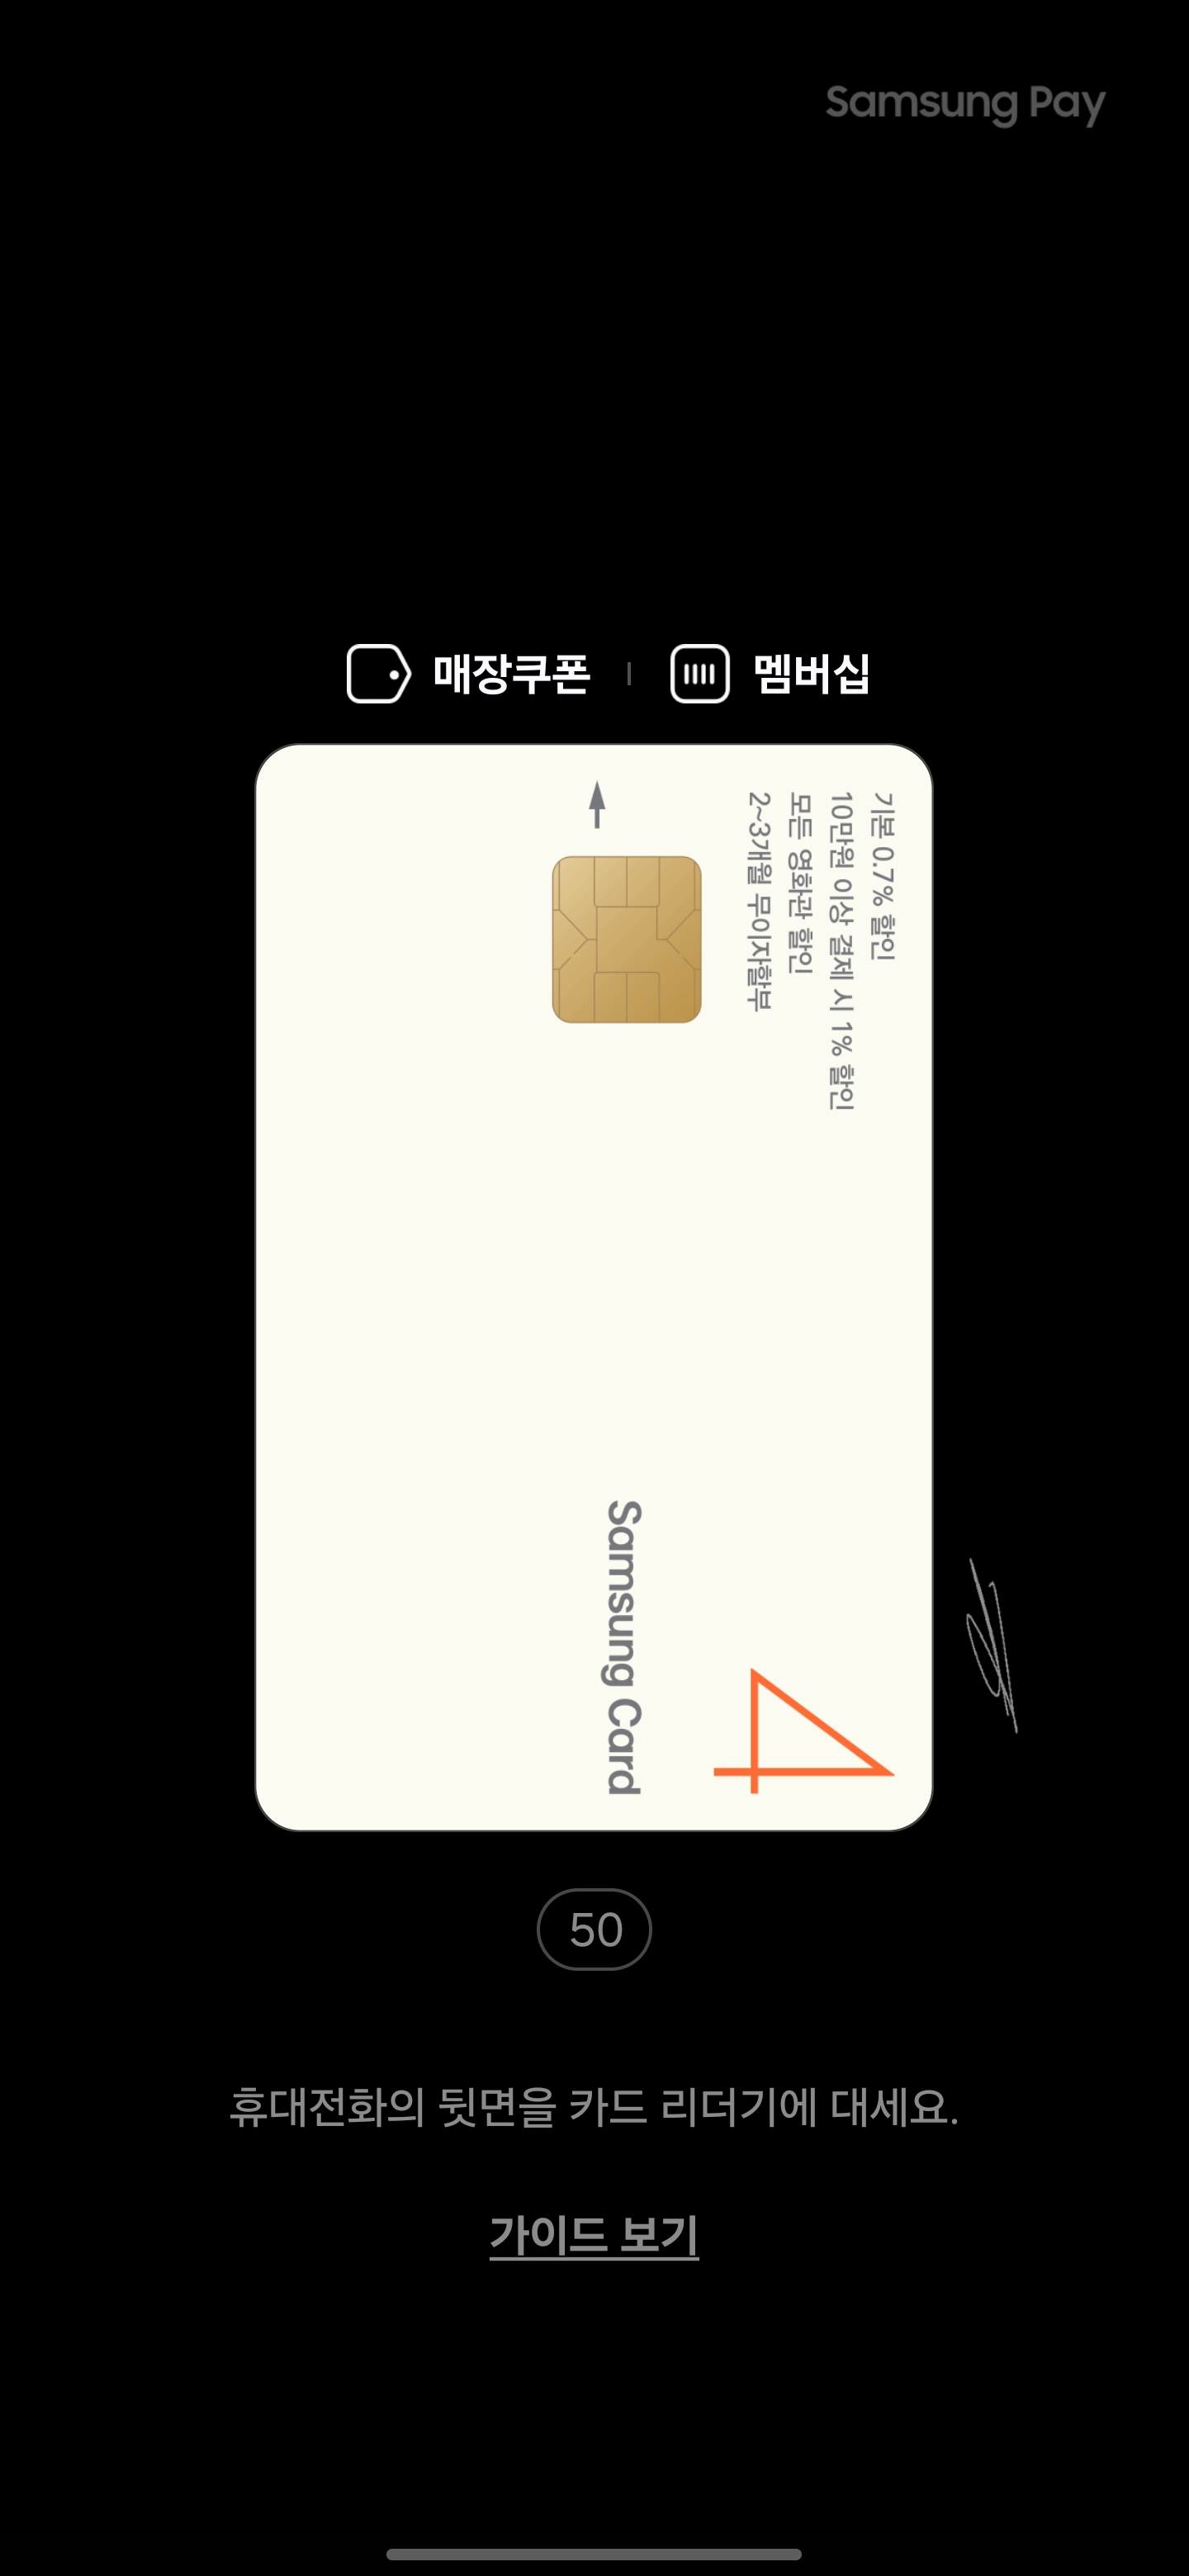 Samsung Pay
매장쿠폰
멤버십
기본 0.7% 할인
10만원 이상 결제 시 1% 할인
모든 영화관 할인
2~3개월 무이자할부
Samsung Card
4
50
휴대전화의 뒷면을 카드 리더기에 대세요.
가이드 보기